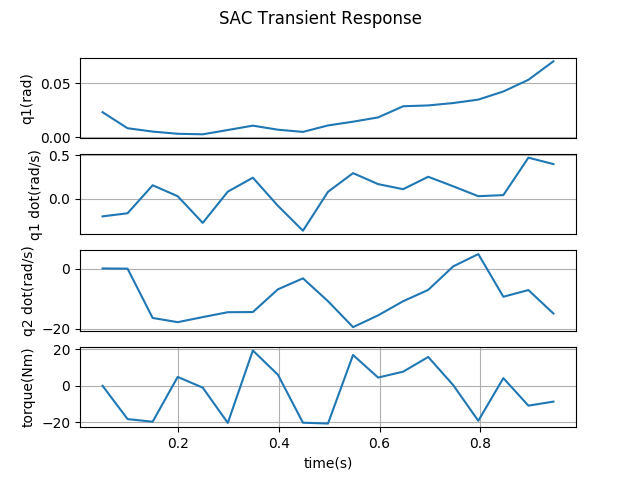 SAC Transient Response
0.05
0.00
q1(rad)
0.5
0.0
q1 dot(rad/s)
0
−20
q2 dot(rad/s)
20
0
−20
torque(Nm)
0.2 0.4 0.6 0.8
time(s)